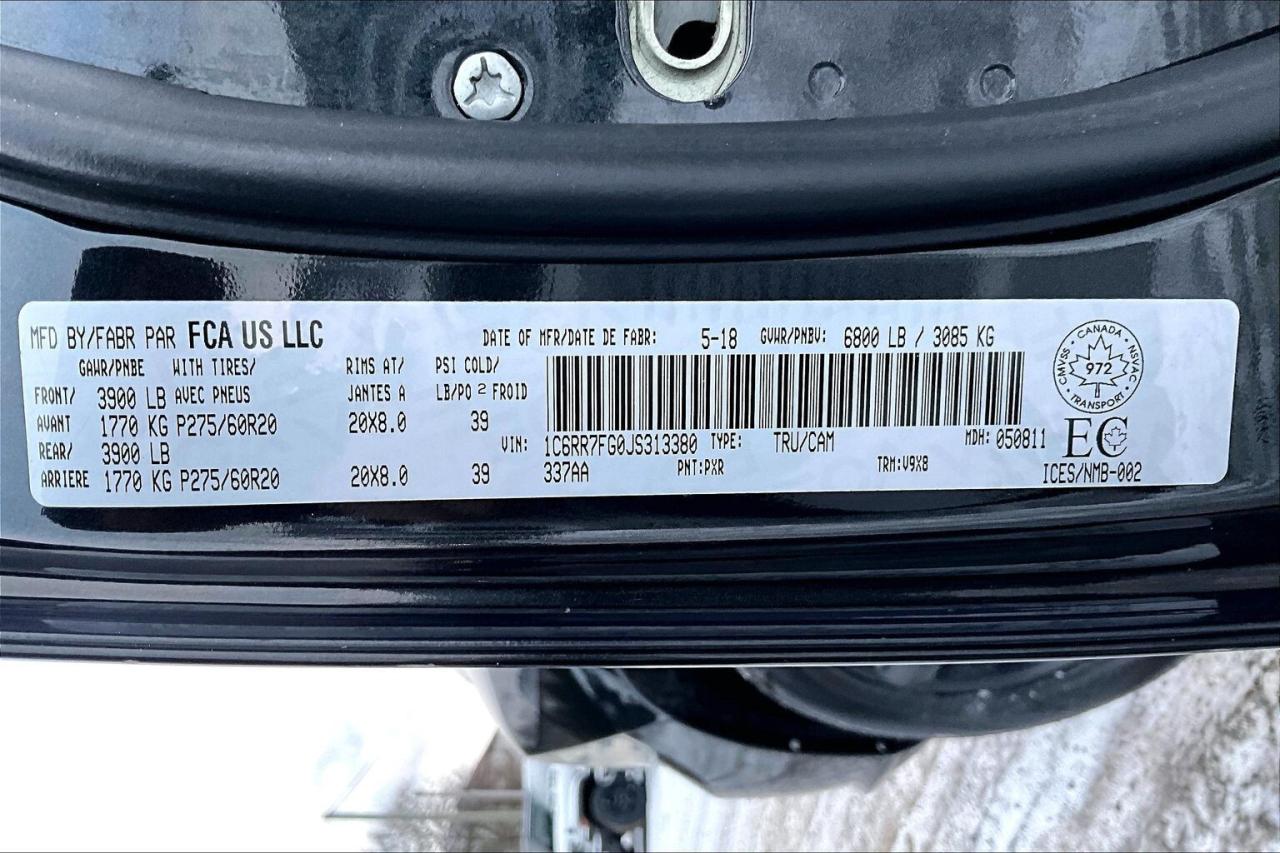 MFD BY/FABR PAR FCA US LLC DATE OF MFR/DATE DE FABR: 5-18 GVWR/PNBV: 6800 LB / 3085 KG
GAWR/PNBE WITH TIRES/ RIMS AT/ PSI COLD/
FRONT/ 3900 LB AVEC PNEUS JANTES A LB/PO 2 FROID
AVANT 1770 KG P275/60R20 20X8.0 39
REAR/ 3900 LB VIN: 1C6RR7FG0JS313380 TYPE: TRU/CAM MDH: 050811
ARRIERE 1770 KG P275/60R20 20X8.0 39 337AA PNT:PXR TRM:V9X8
CANADA
CMVSS 972 NSVAC
TRANSPORT
EC
ICES/NMB-002